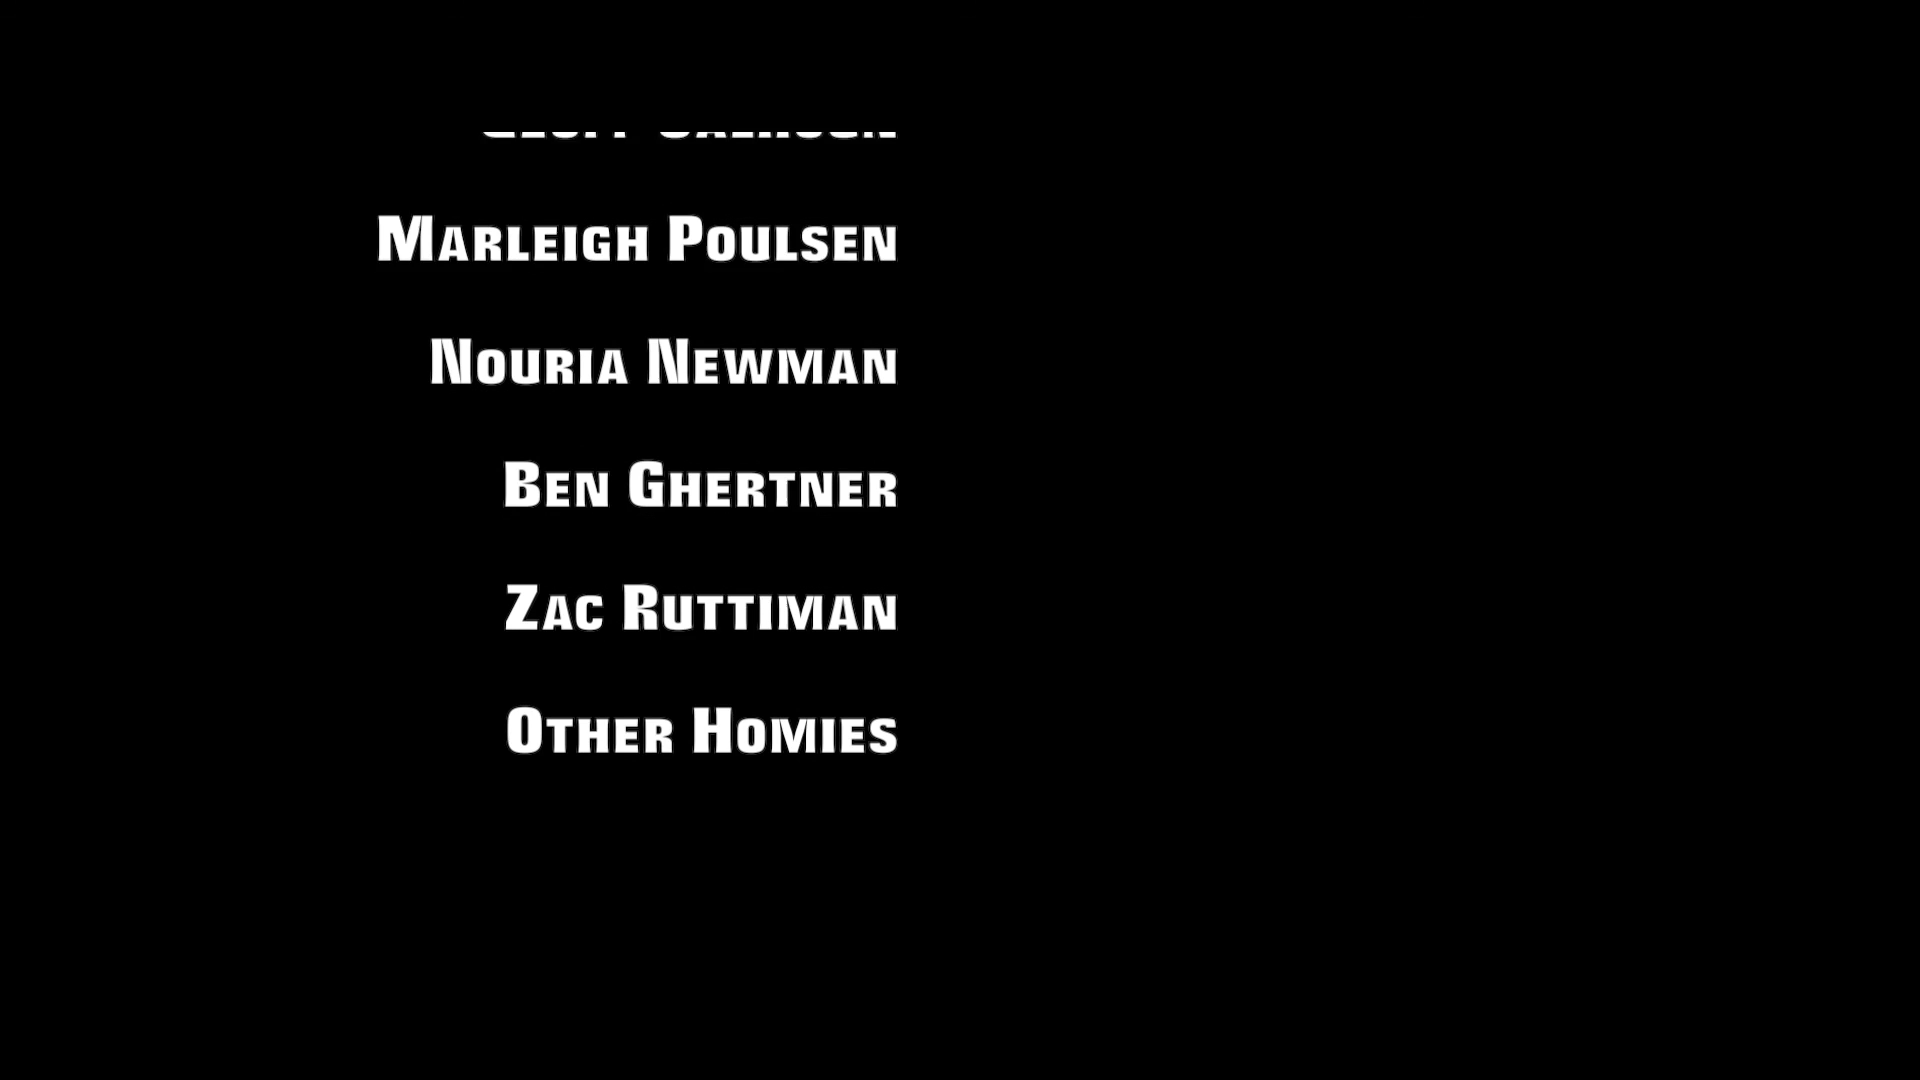 Marleigh Poulsen
Nouria Newman
Ben Ghertner
Zac Ruttiman
Other Homies